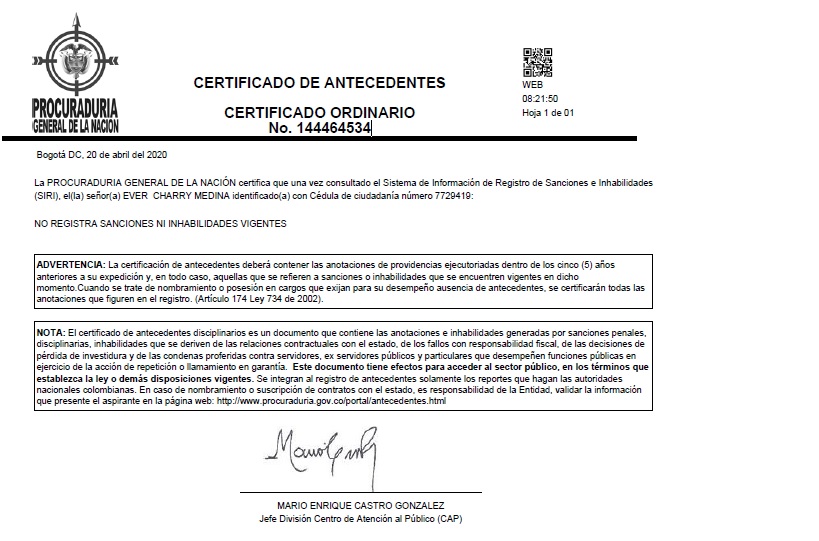 PROCURADURIA
GENERAL DE LA NACION
CERTIFICADO DE ANTECEDENTES
CERTIFICADO ORDINARIO
No. 144464534
WEB
08:21:50
Hoja 1 de 01
Bogotá DC, 20 de abril del 2020
La PROCURADURIA GENERAL DE LA NACIÓN certifica que una vez consultado el Sistema de Información de Registro de Sanciones e Inhabilidades
(SIRI), el(la) señor(a) EVER CHARRY MEDINA identificado(a) con Cédula de ciudadanía número 7729419:
NO REGISTRA SANCIONES NI INHABILIDADES VIGENTES
ADVERTENCIA: La certificación de antecedentes deberá contener las anotaciones de providencias ejecutoriadas dentro de los cinco (5) años
anteriores a su expedición y, en todo caso, aquellas que se refieren a sanciones o inhabilidades que se encuentren vigentes en dicho
momento.Cuando se trate de nombramiento o posesión en cargos que exijan para su desempeño ausencia de antecedentes, se certificarán todas las
anotaciones que figuren en el registro. (Artículo 174 Ley 734 de 2002).
NOTA: El certificado de antecedentes disciplinarios es un documento que contiene las anotaciones e inhabilidades generadas por sanciones penales,
disciplinarias, inhabilidades que se deriven de las relaciones contractuales con el estado, de los fallos con responsabilidad fiscal, de las decisiones de
pérdida de investidura y de las condenas proferidas contra servidores, ex servidores públicos y particulares que desempeñen funciones públicas en
ejercicio de la acción de repetición o llamamiento en garantía. Este documento tiene efectos para acceder al sector público, en los términos que
establezca la ley o demás disposiciones vigentes. Se integran al registro de antecedentes solamente los reportes que hagan las autoridades
nacionales colombianas. En caso de nombramiento o suscripción de contratos con el estado, es responsabilidad de la Entidad, validar la información
que presente el aspirante en la página web: http://www.procuraduria.gov.co/portal/antecedentes.html
MARIO ENRIQUE CASTRO GONZALEZ
Jefe División Centro de Atención al Público (CAP)